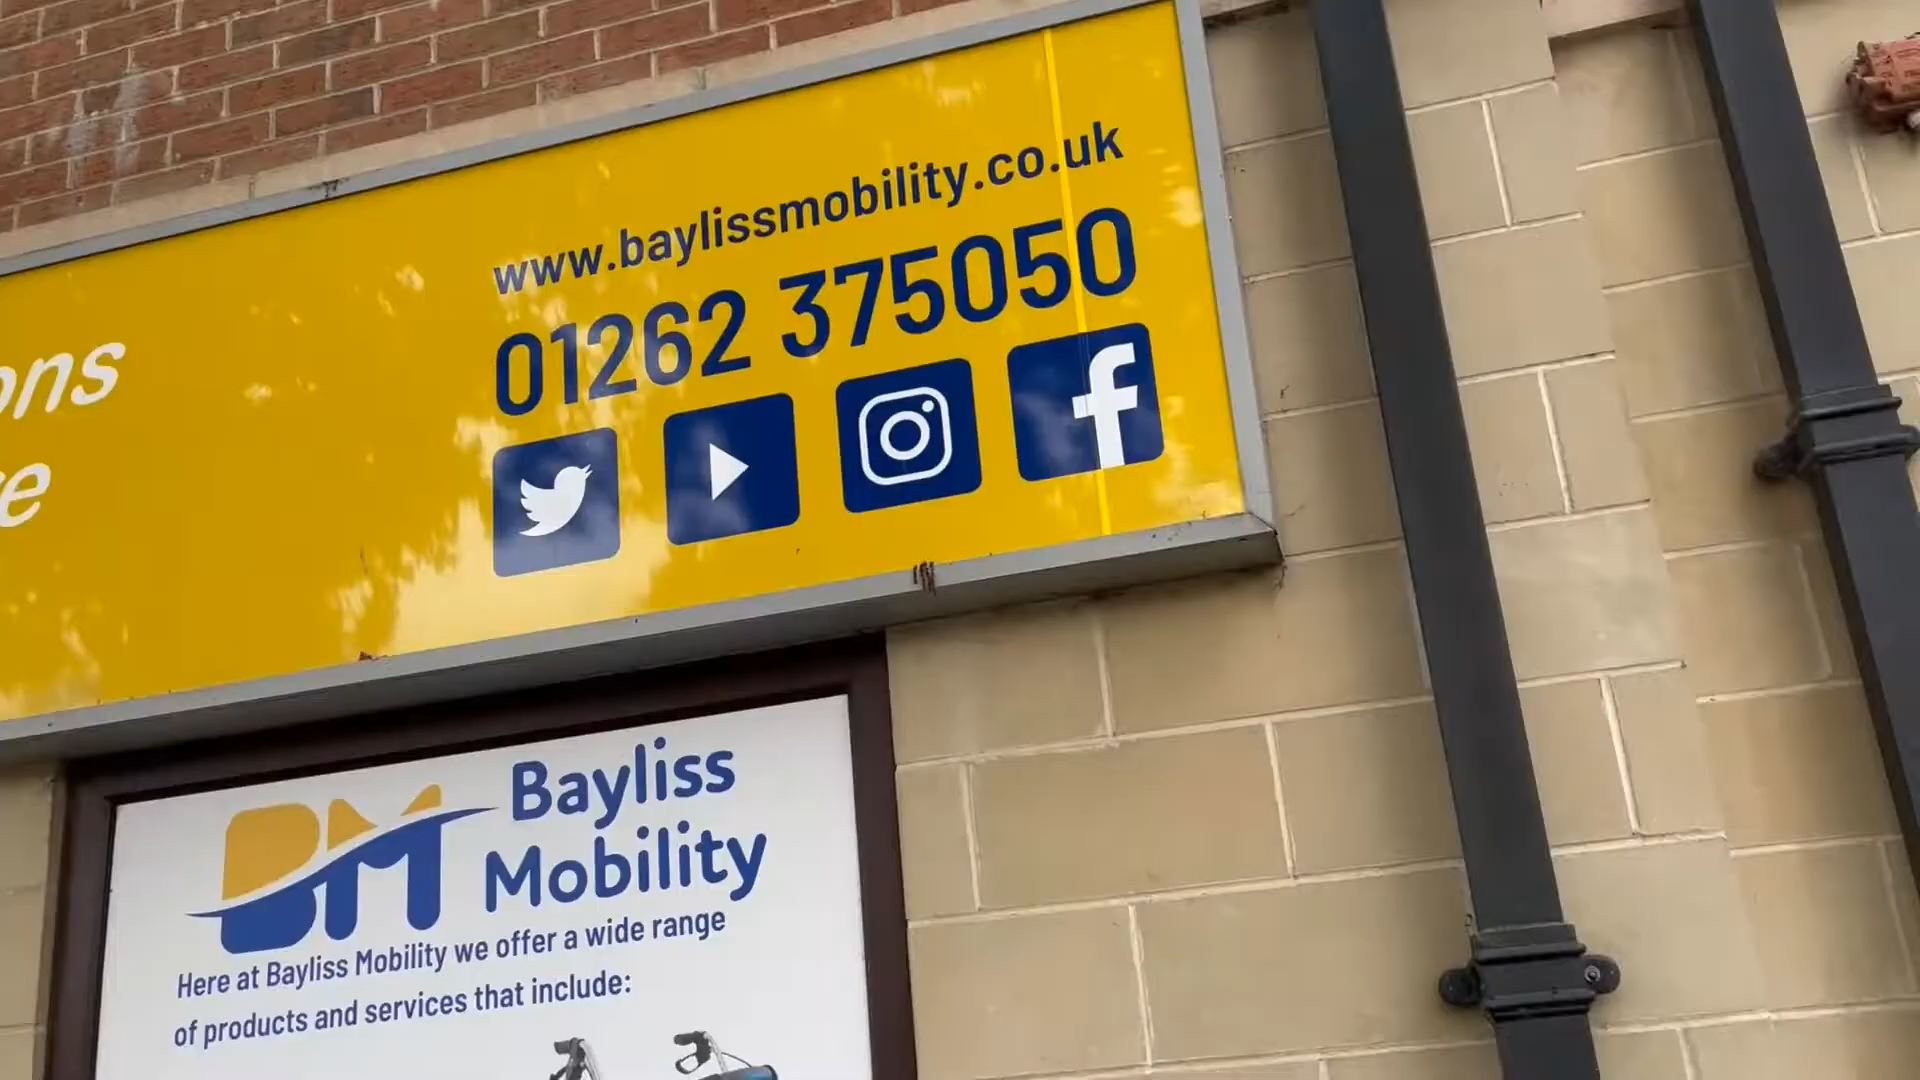 www.baylissmobility.co.uk
01262 375050
BM Bayliss
Mobility
Here at Bayliss Mobility we offer a wide range
of products and services that include: